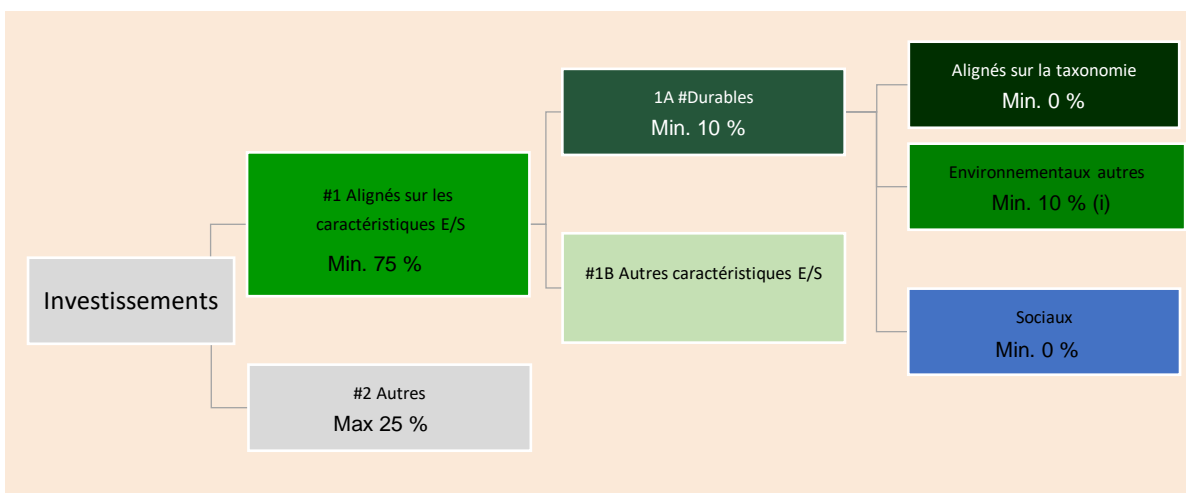 Investissements
#1 Alignés sur les
caractéristiques E/S
Min. 75 %
#2 Autres
Max 25 %
1A #Durables
Min. 10 %
#1B Autres caractéristiques E/S
Alignés sur la taxonomie
Min. 0 %
Environnementaux autres
Min. 10 % (i)
Sociaux
Min. 0 %